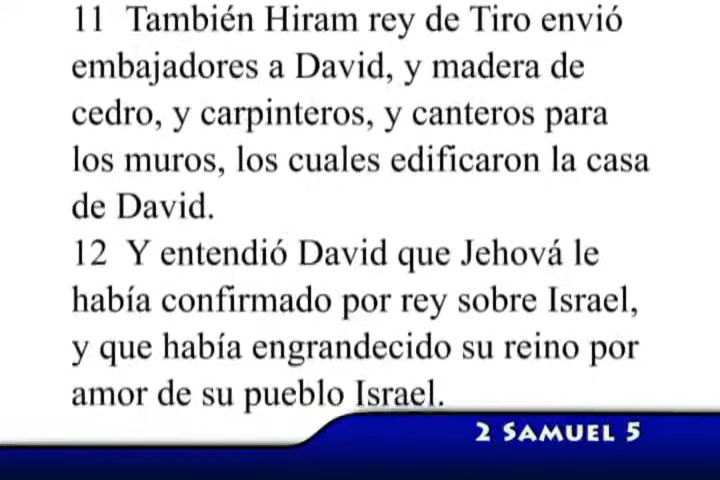 11 También Hiram rey de Tiro envió
embajadores a David, y madera de
cedro, y carpinteros, y canteros para
los muros, los cuales edificaron la casa
de David.
12 Y entendió David que Jehová le
había confirmado por rey sobre Israel,
y que había engrandecido su reino por
amor de su pueblo Israel.
2 SAMUEL 5